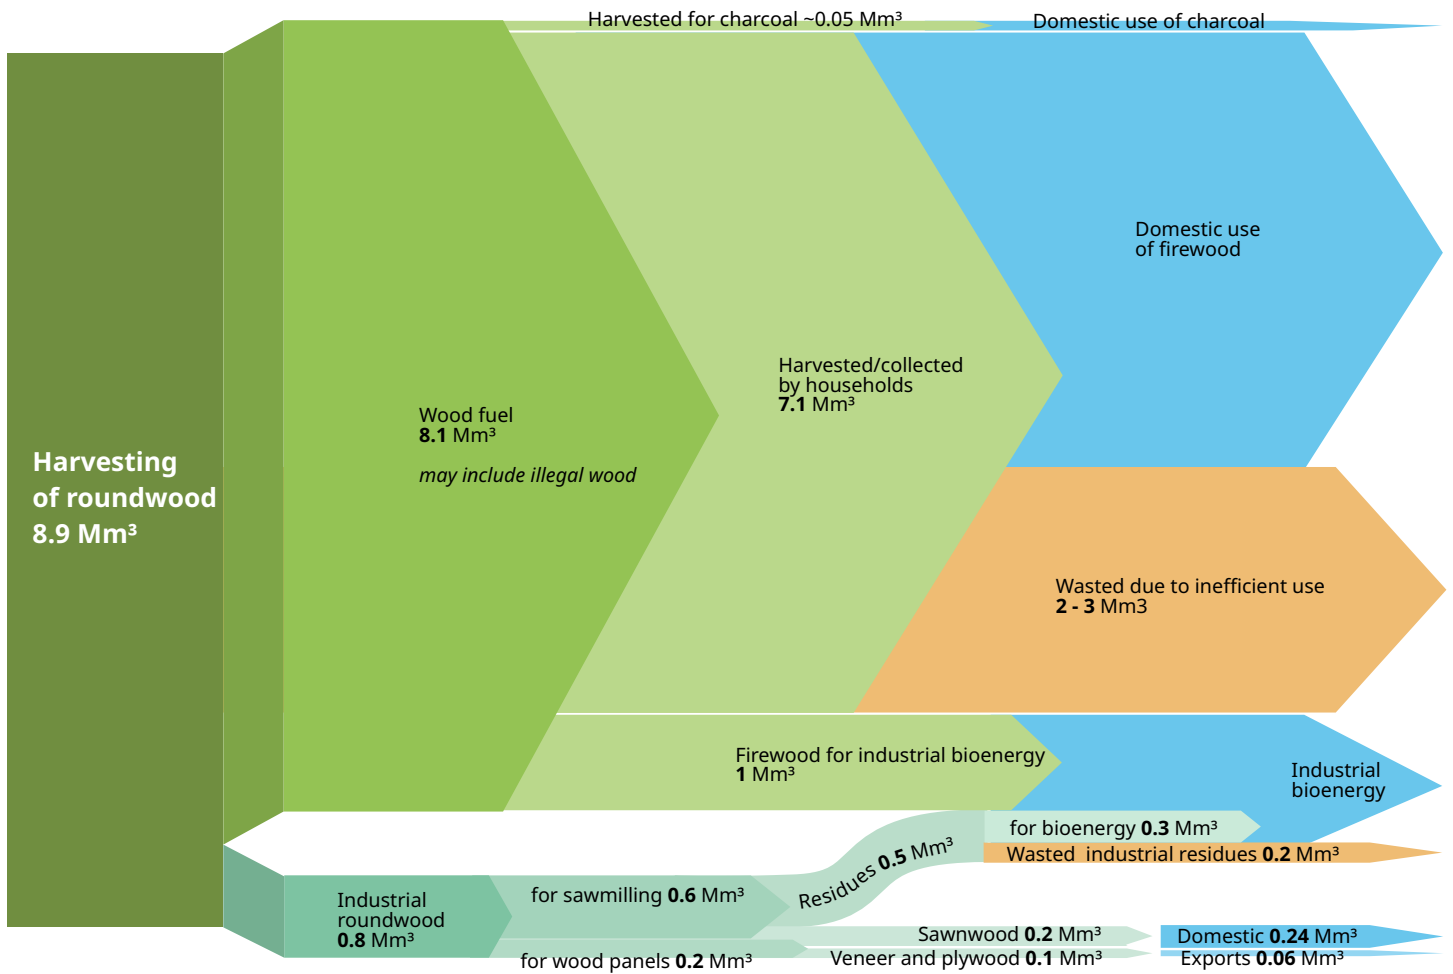 Harvested for charcoal ~0.05 Mm³
Domestic use of charcoal
Domestic use
of firewood
Harvested/collected
by households
7.1 Mm³
Wood fuel
8.1 Mm³
may include illegal wood
Harvesting
of roundwood
8.9 Mm³
Wasted due to inefficient use
2 - 3 Mm3
Firewood for industrial bioenergy
1 Mm³
Industrial
bioenergy
for bioenergy 0.3 Mm³
Residues 0.5 Mm³
Wasted  industrial residues 0.2 Mm³
Industrial
roundwood
0.8 Mm³
for sawmilling 0.6 Mm³
Sawnwood 0.2 Mm³
Domestic 0.24 Mm³
for wood panels 0.2 Mm³
Veneer and plywood 0.1 Mm³
Exports 0.06 Mm³